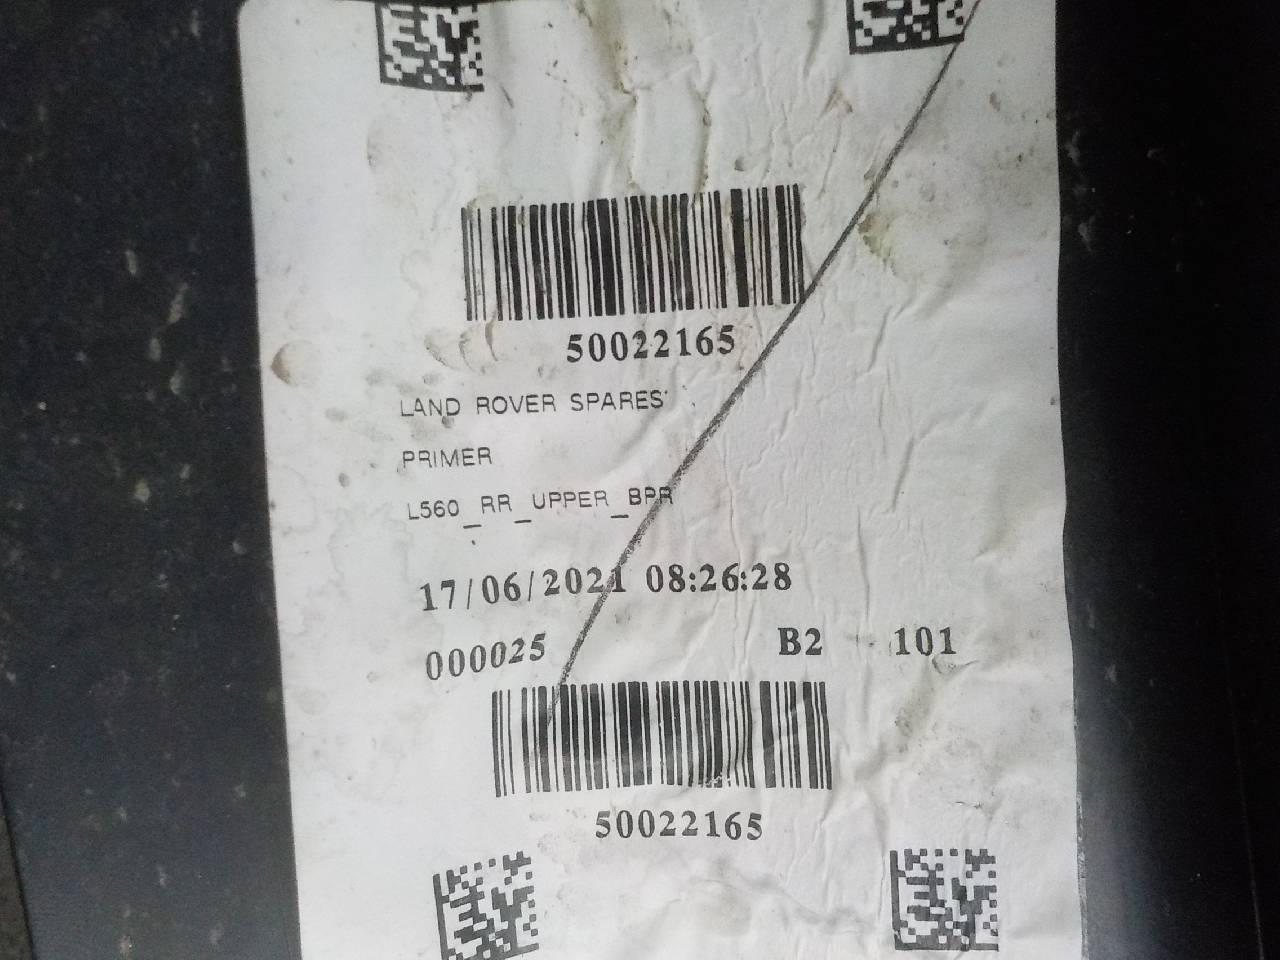 50022165
LAND ROVER SPARES
PRIMER
L560_RR_UPPER_BPR
17/06/2021 08:26:28
000025 B2 101
50022165